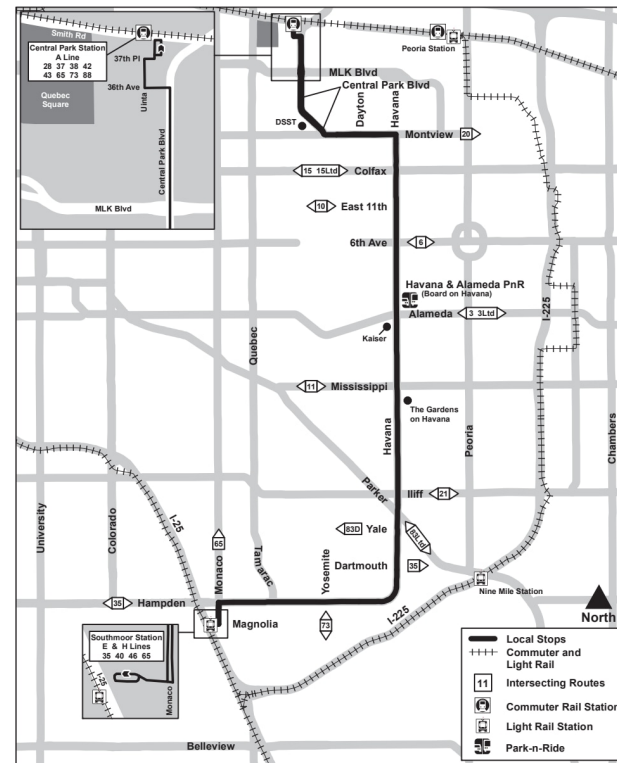 Smith Rd
Central Park Station
A Line
28 37 38 42
43 65 73 88
37th Pl
36th Ave
Uinta
Quebec
Square
Central Park Blvd
MLK Blvd
Peoria Station
MLK Blvd
Central Park Blvd
Dayton
Havana
DSST
Montview
20
15 15Ltd
Colfax
10
East 11th
6th Ave
6
Havana & Alameda PnR
(Board on Havana)
Alameda
3 3Ltd
I-225
Kaiser
Quebec
11
Mississippi
The Gardens
on Havana
Havana
Peoria
Chambers
Parker
Iliff
21
University
Colorado
I-25
Monaco
65
Tamarac
Yosemite
83D
Yale
83Ltd
Dartmouth
35
Nine Mile Station
35
Hampden
Magnolia
73
I-225
North
Southmoor Station
E & H Lines
35 40 46 65
I-25
Monaco
Belleview
Local Stops
Commuter and
Light Rail
11
Intersecting Routes
Commuter Rail Station
Light Rail Station
Park-n-Ride